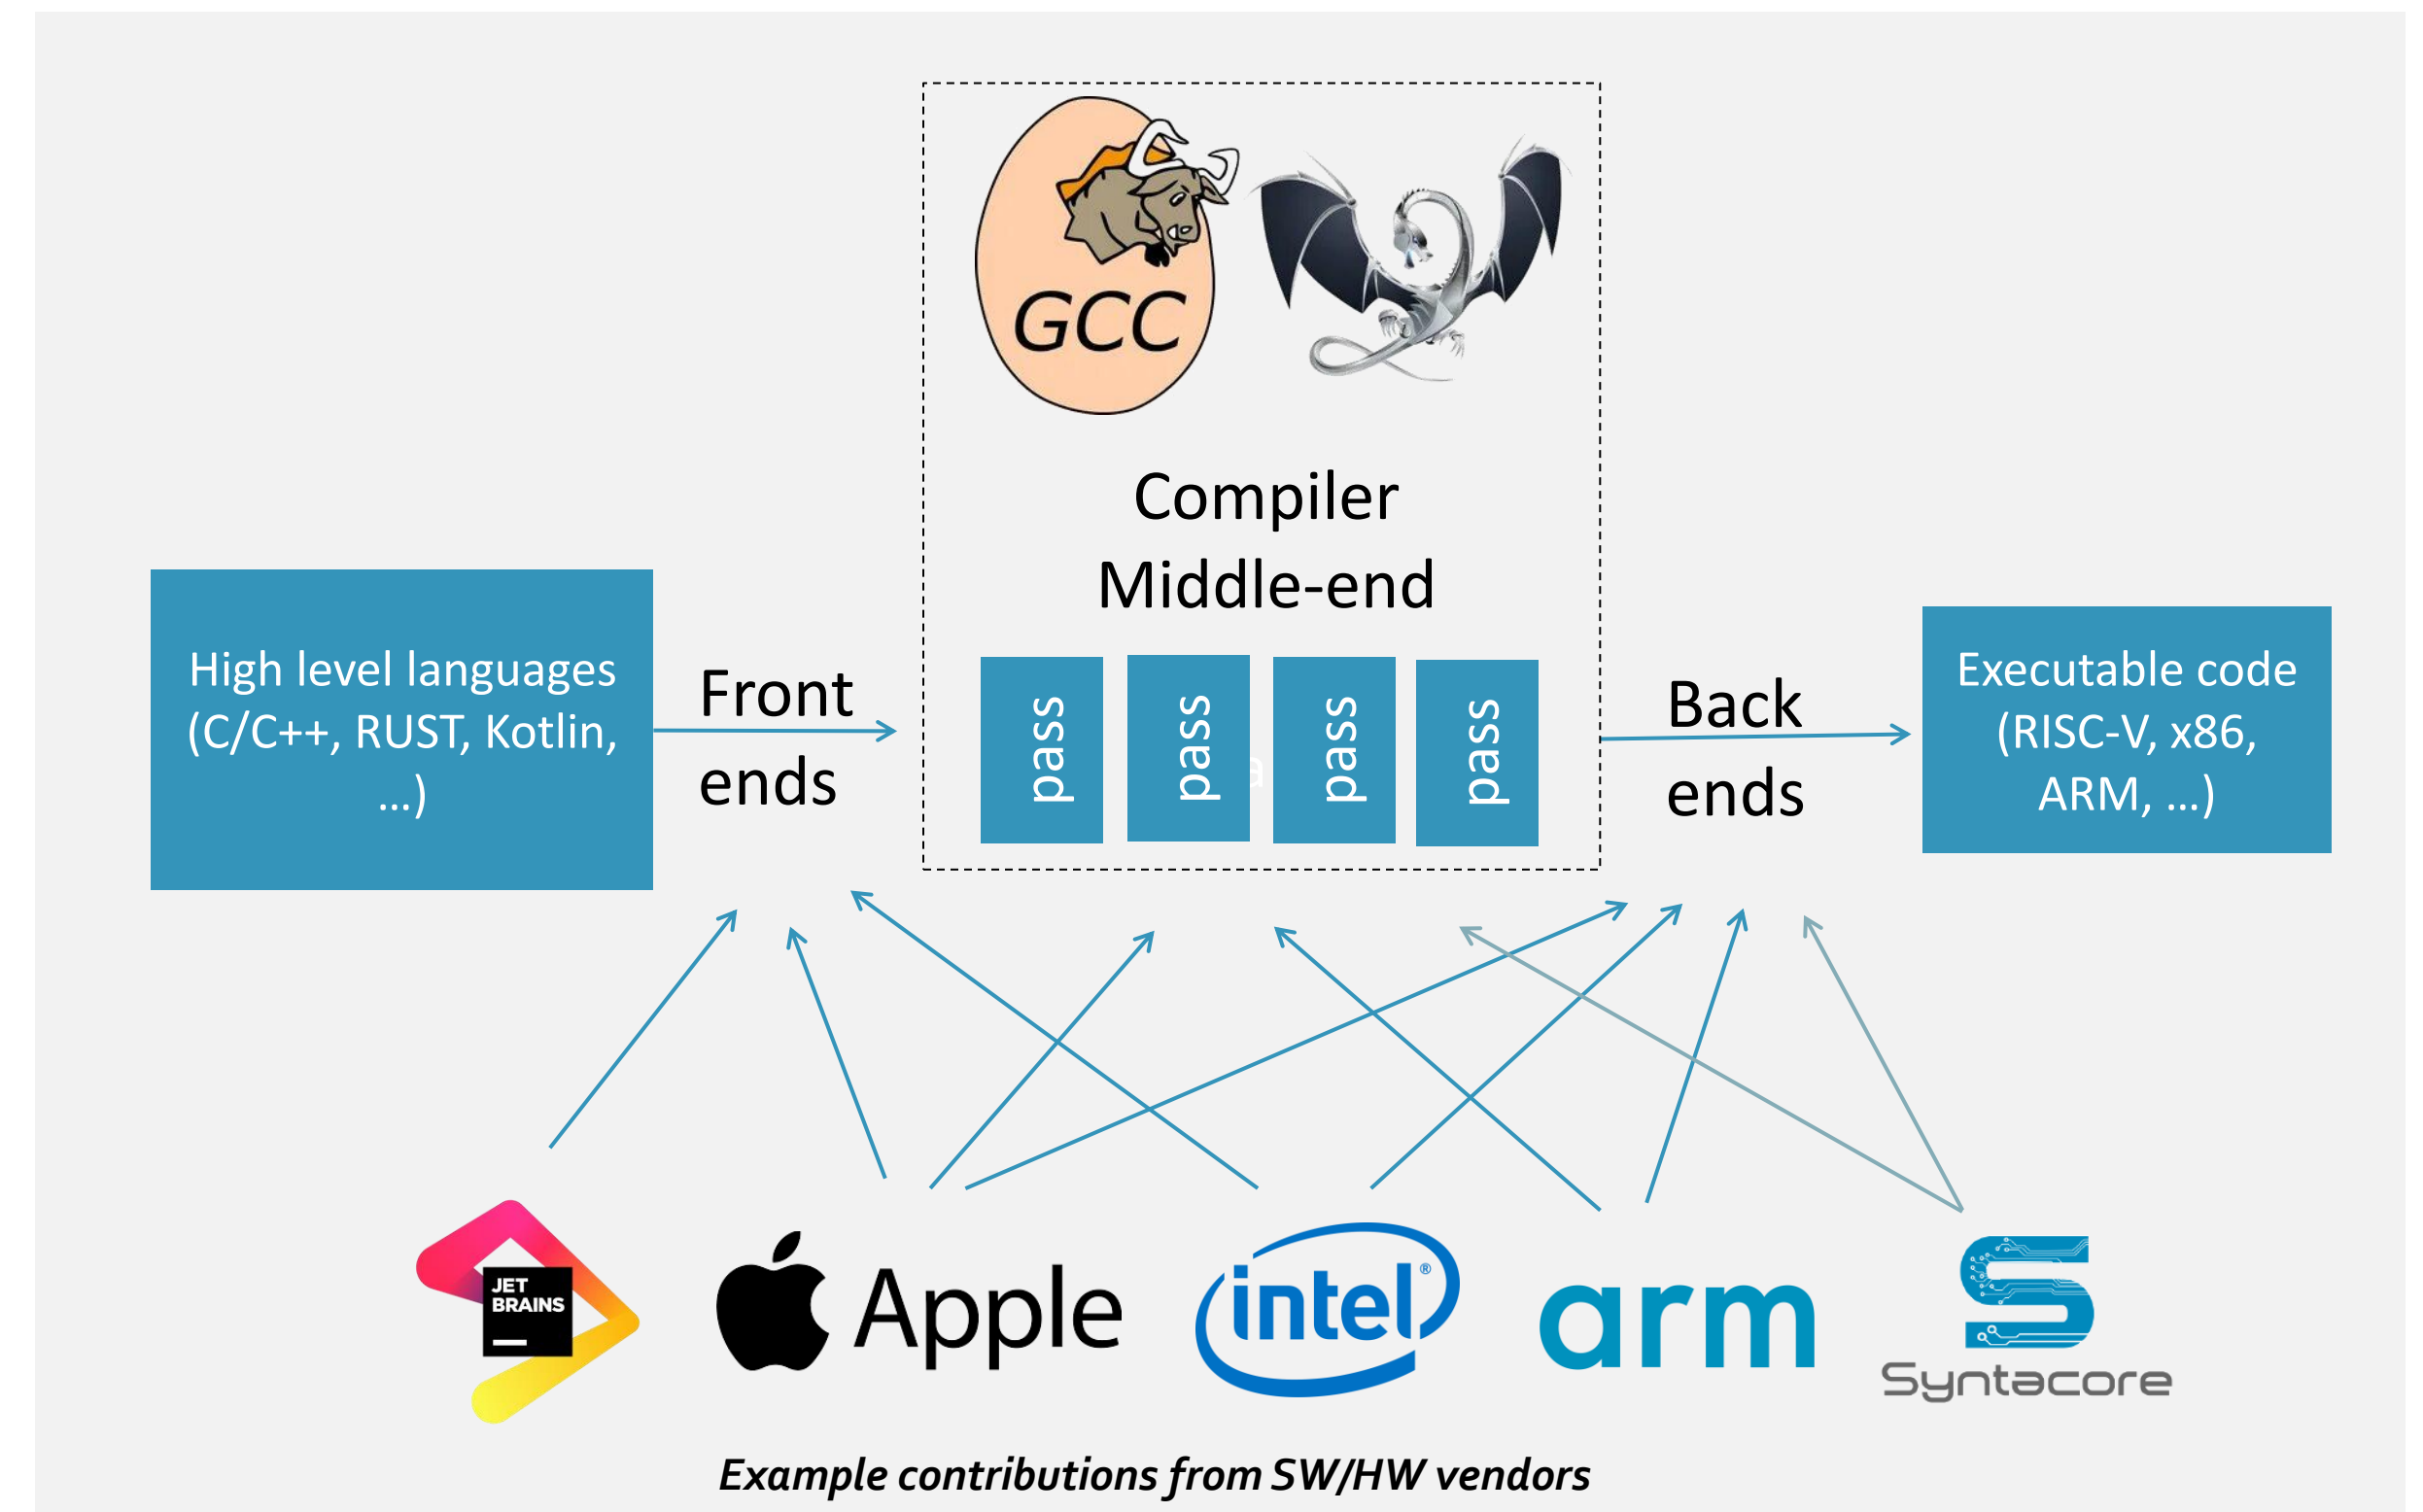 GCC
Compiler
Middle-end
High level languages
(C/C++, RUST, Kotlin,
...)
Front
ends
pass
pass
pass
pass
Back
ends
Executable code
(RISC-V, x86,
ARM, ...)
JET
BRAINS
Apple
intel®
arm
Syntacore
Example contributions from SW/HW vendors